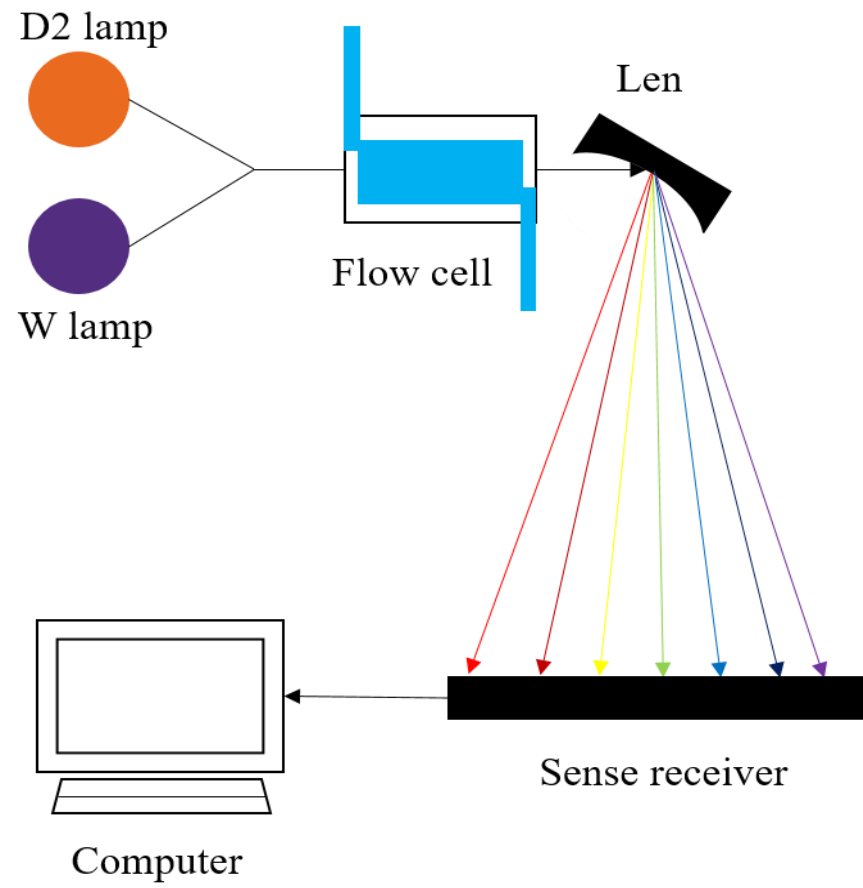 D2 lamp
Len
Flow cell
W lamp
Sense receiver
Computer